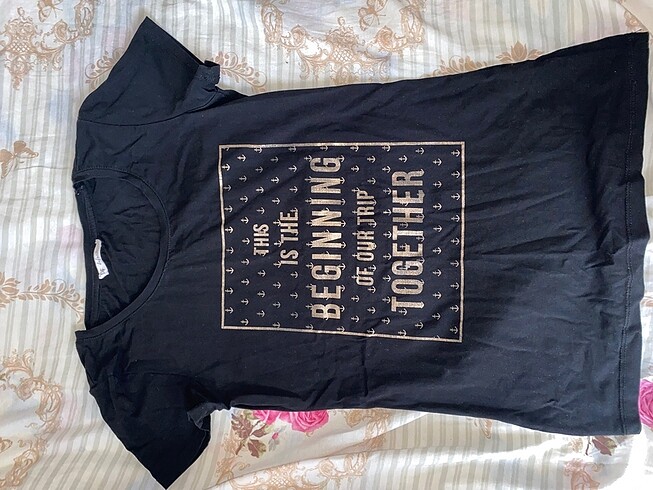 THIS
IS THE
BEGINNING
OF OUR TRIP
TOGETHER